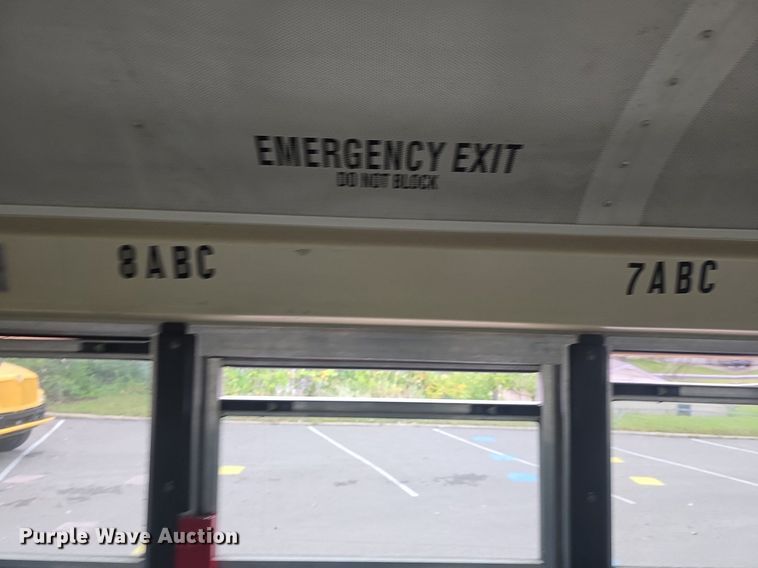 EMERGENCY EXIT
DO NOT BLOCK
8ABC
7ABC
Purple Wave Auction